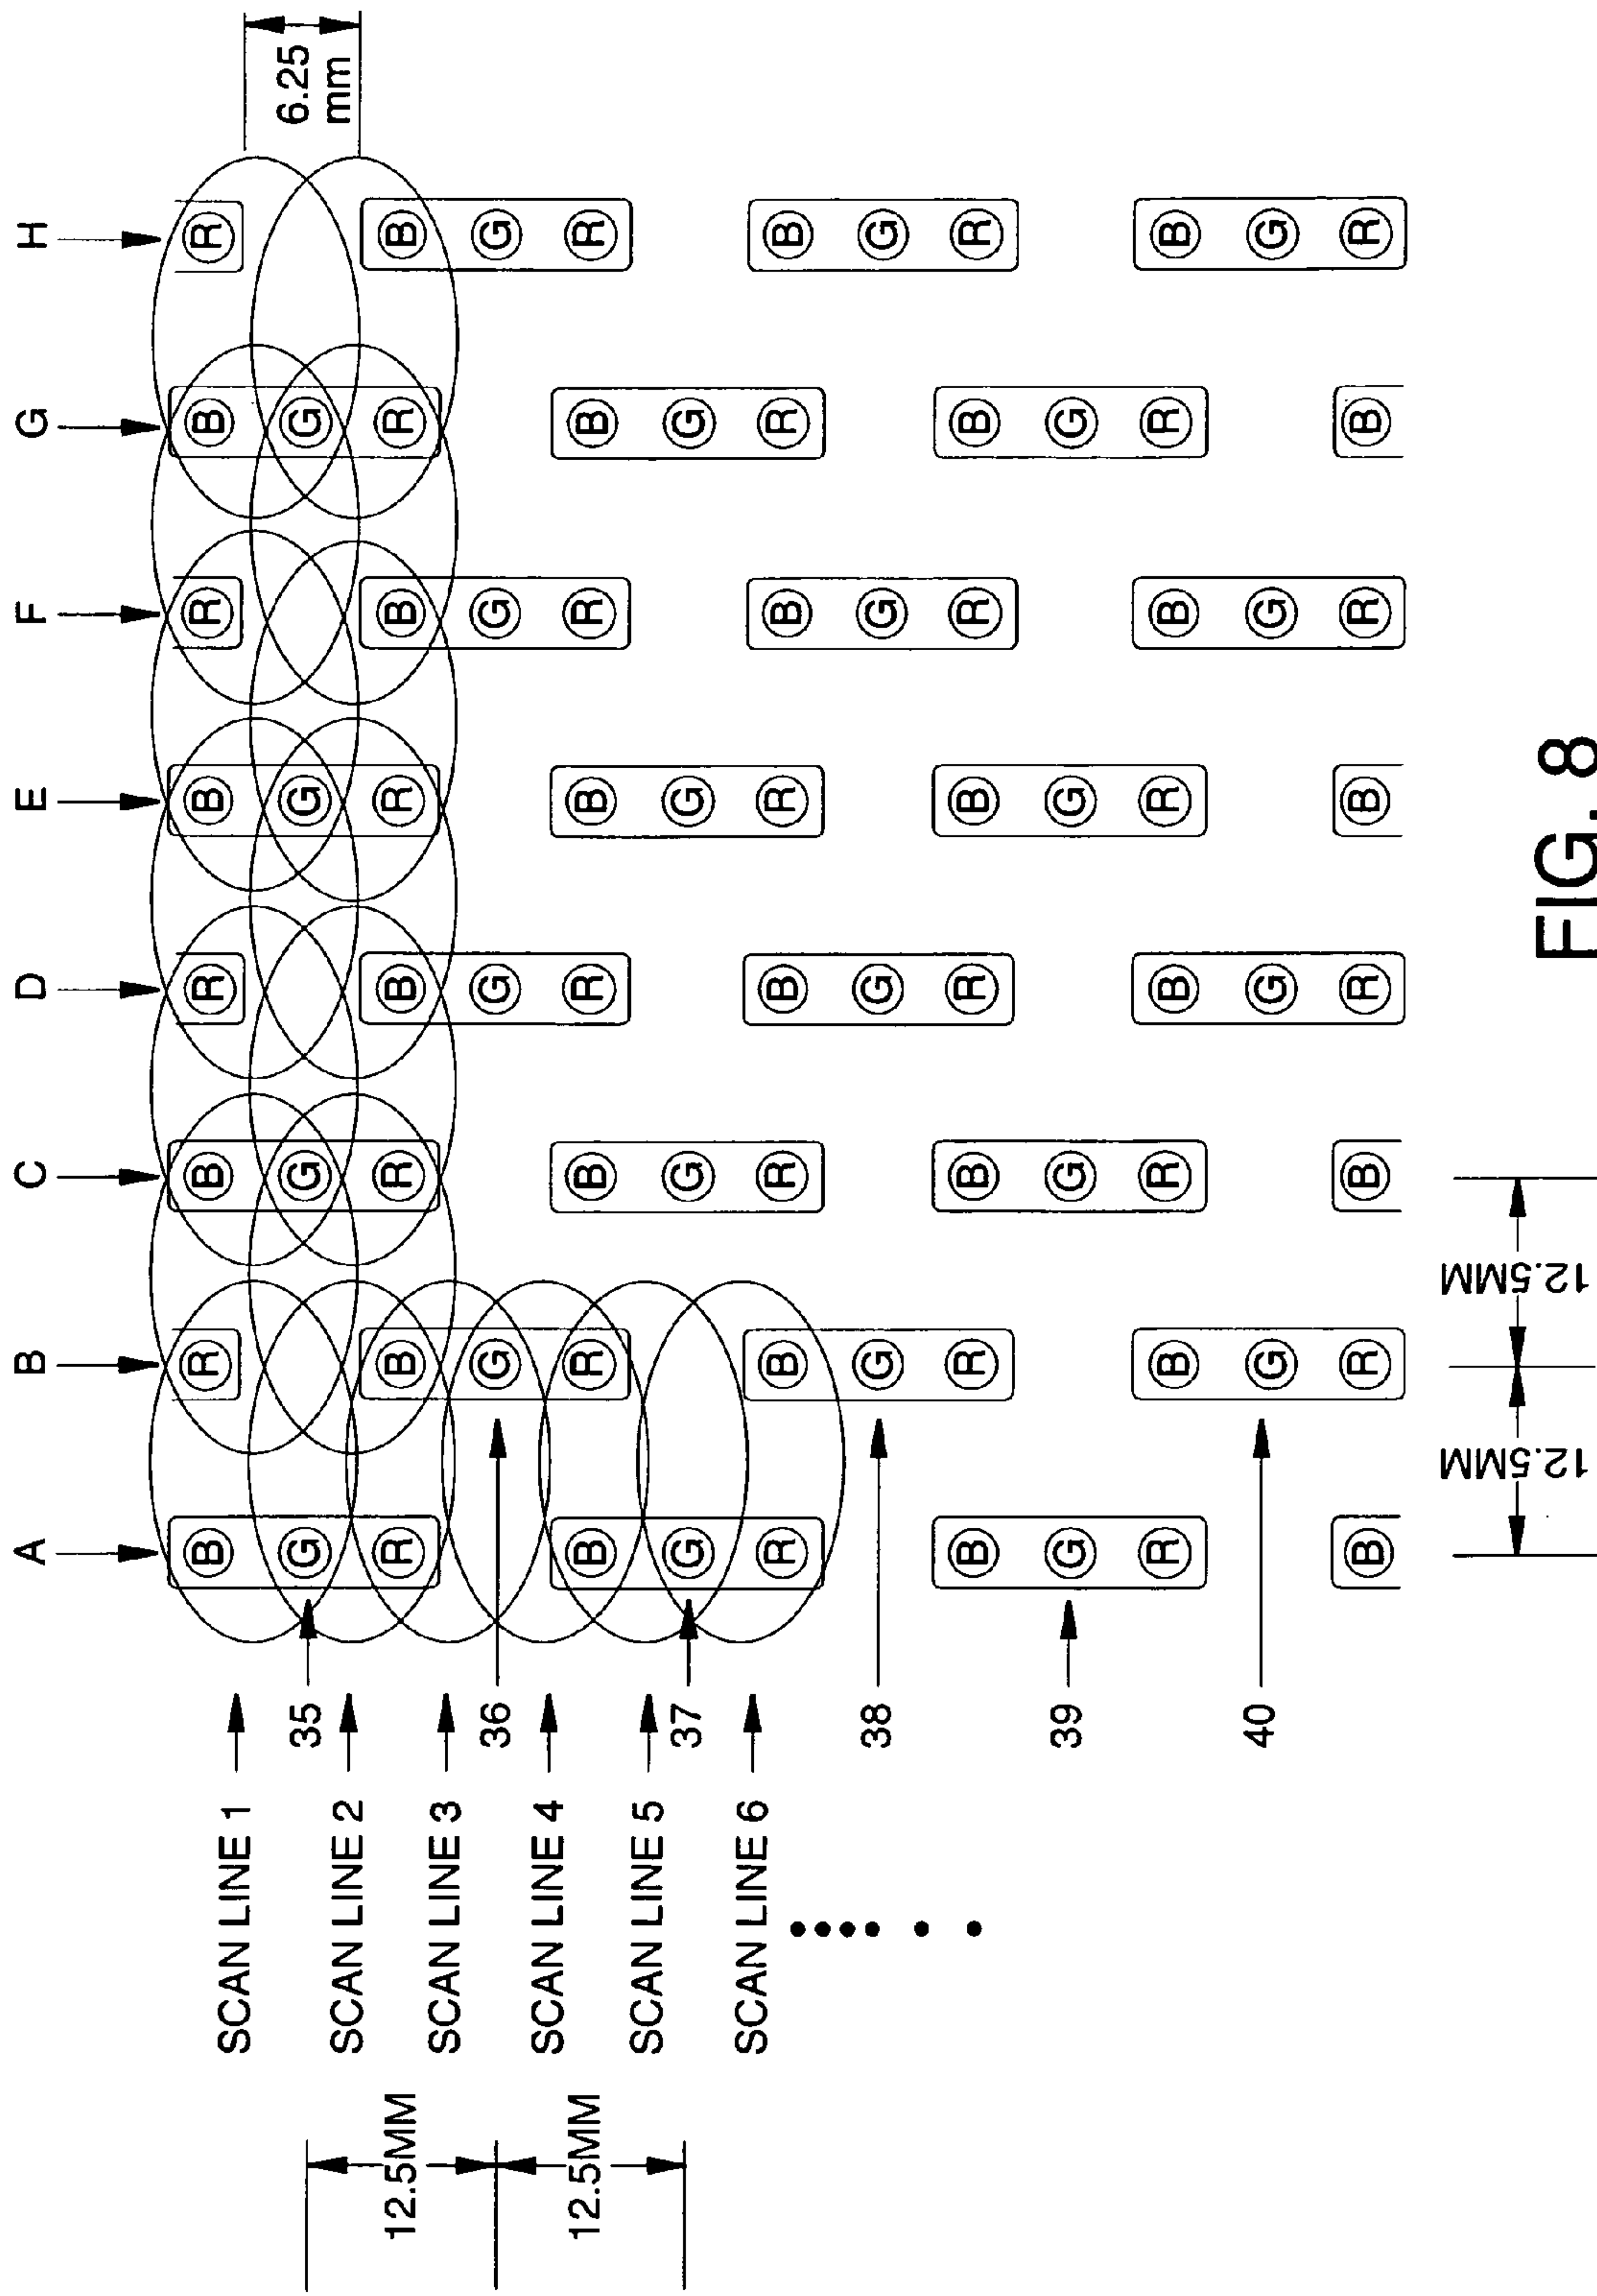 A B C D E F G H
B R B R B R B R
SCAN LINE 1
6.25
mm
35 G G G G
SCAN LINE 2
12.5MM R B R B R B R B
SCAN LINE 3
36 G G G G
SCAN LINE 4
12.5MM B R B R B R B R
SCAN LINE 5
37 G G G G
SCAN LINE 6
R B R B R B R B
38 G G G G
B R B R B R B R
39 G G G G
R B R B R B R B
40 G G G G
B R B R B R B R
12.5MM 12.5MM
FIG. 8